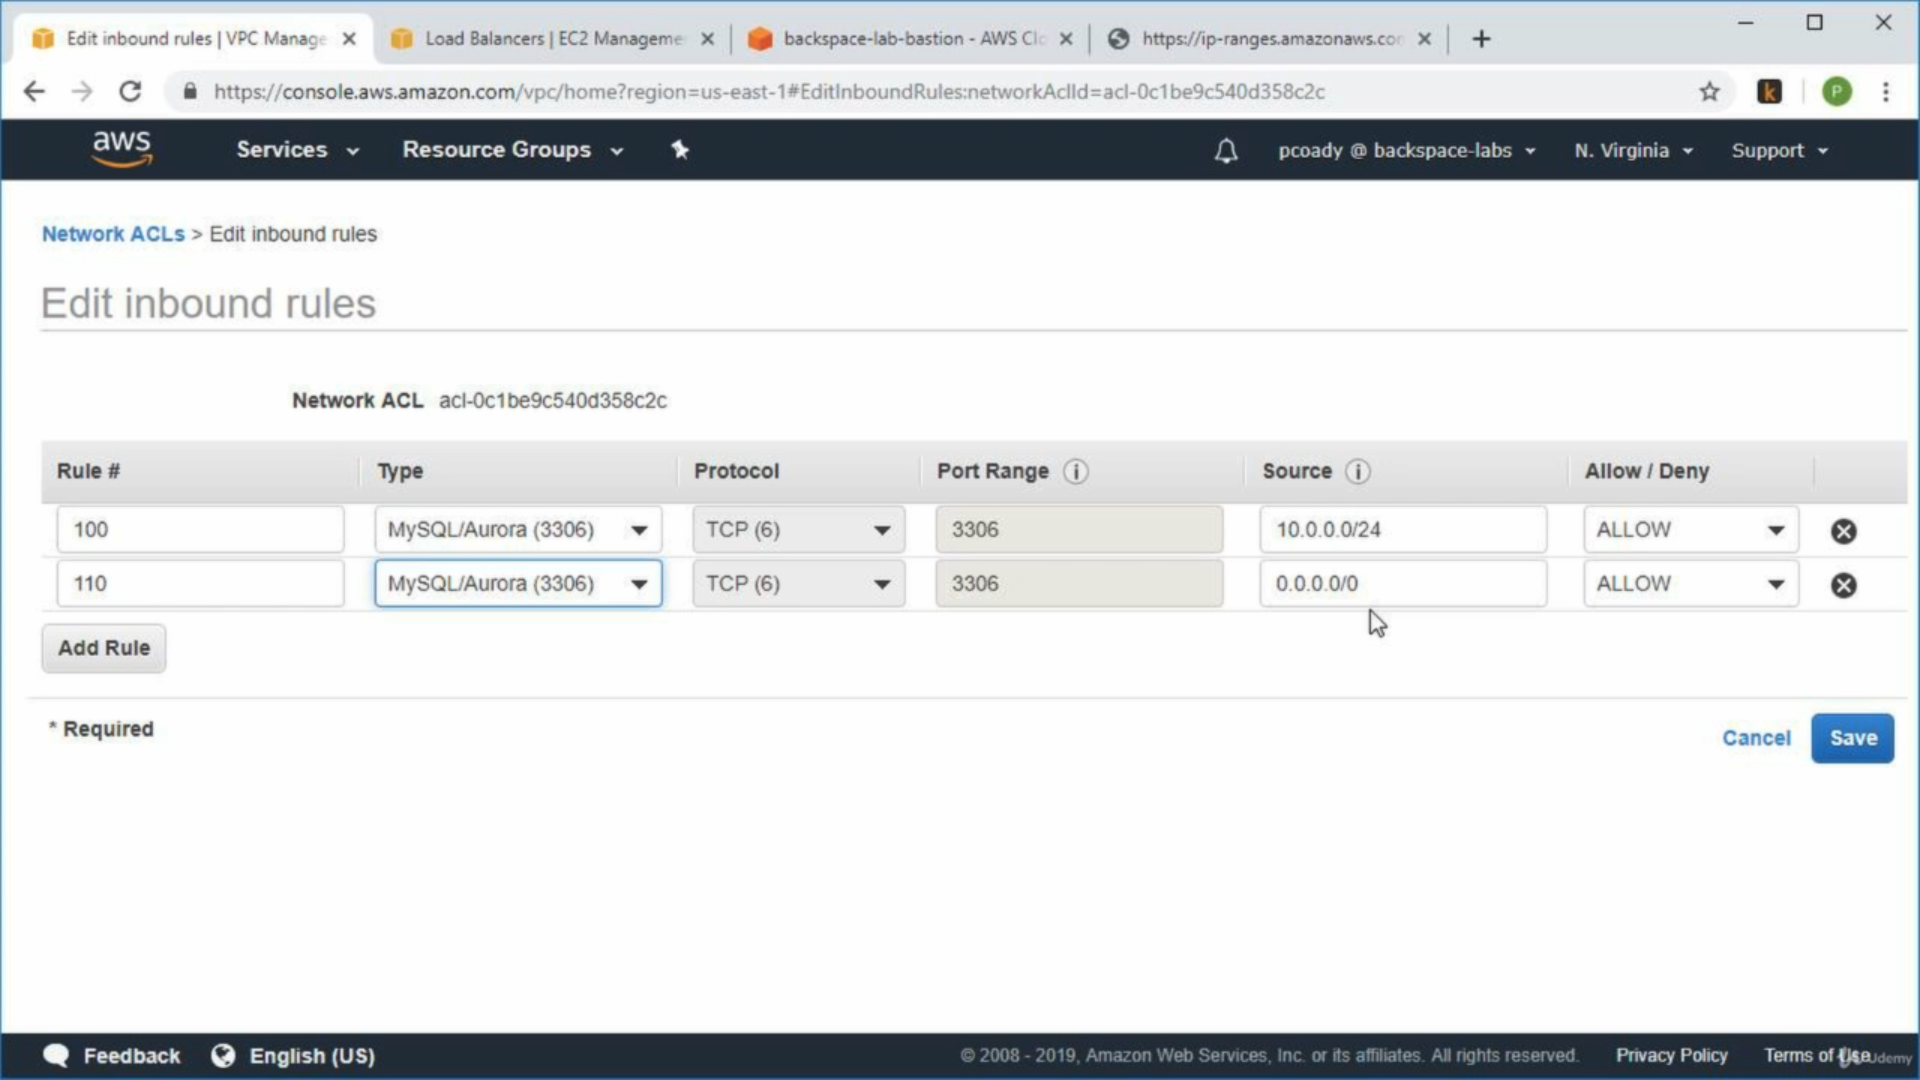 Edit inbound rules | VPC Manage
Load Balancers | EC2 Manageme
backspace-lab-bastion - AWS Clo
https://ip-ranges.amazonaws.co
https://console.aws.amazon.com/vpc/home?region=us-east-1#EditInboundRules:networkAclId=acl-0c1be9c540d358c2c
k
P
aws
Services
Resource Groups
pcoady @ backspace-labs
N. Virginia
Support
Network ACLs > Edit inbound rules
Edit inbound rules
Network ACL acl-0c1be9c540d358c2c
Rule # Type Protocol Port Range i Source i Allow / Deny
100 MySQL/Aurora (3306) TCP (6) 3306 10.0.0.0/24 ALLOW
110 MySQL/Aurora (3306) TCP (6) 3306 0.0.0.0/0 ALLOW
Add Rule
* Required
Cancel
Save
Feedback
English (US)
© 2008 - 2019, Amazon Web Services, Inc. or its affiliates. All rights reserved.
Privacy Policy
Terms of Use
Udemy